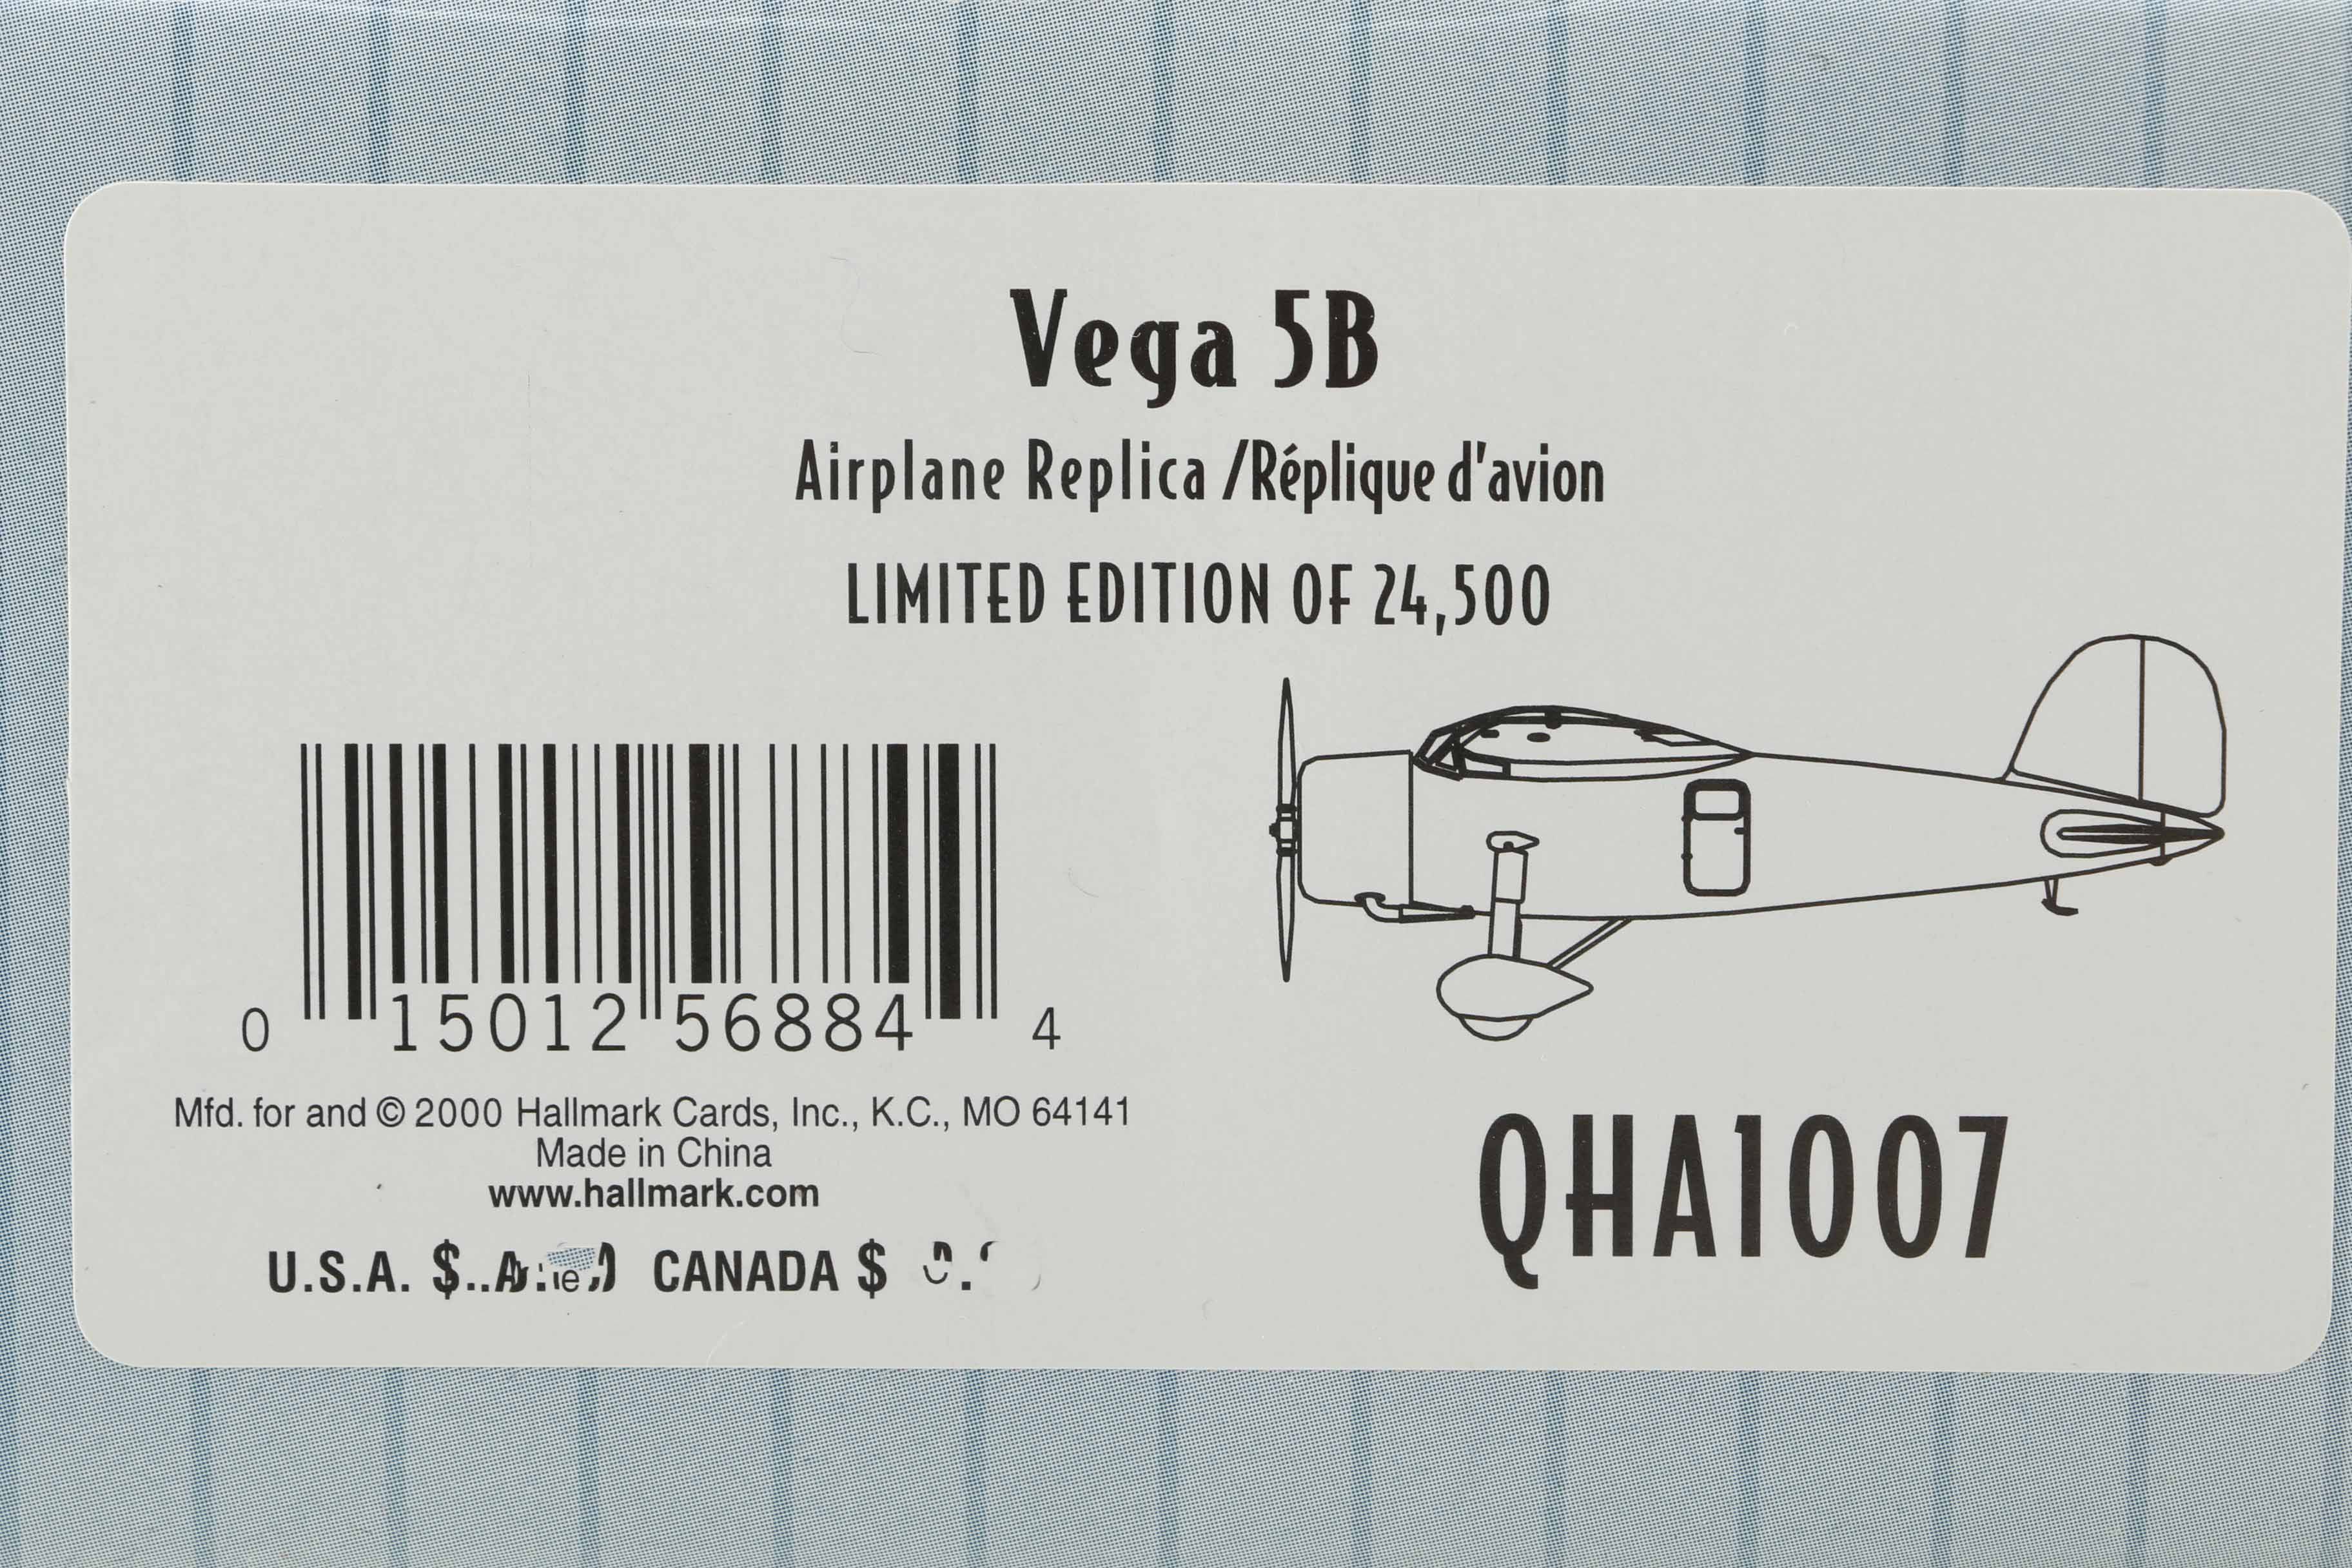 Vega 5B
Airplane Replica /Réplique d'avion
LIMITED EDITION OF 24,500
0 15012 56884 4
Mfd. for and © 2000 Hallmark Cards, Inc., K.C., MO 64141
Made in China
www.hallmark.com
U.S.A. $ CANADA $
QHA1007